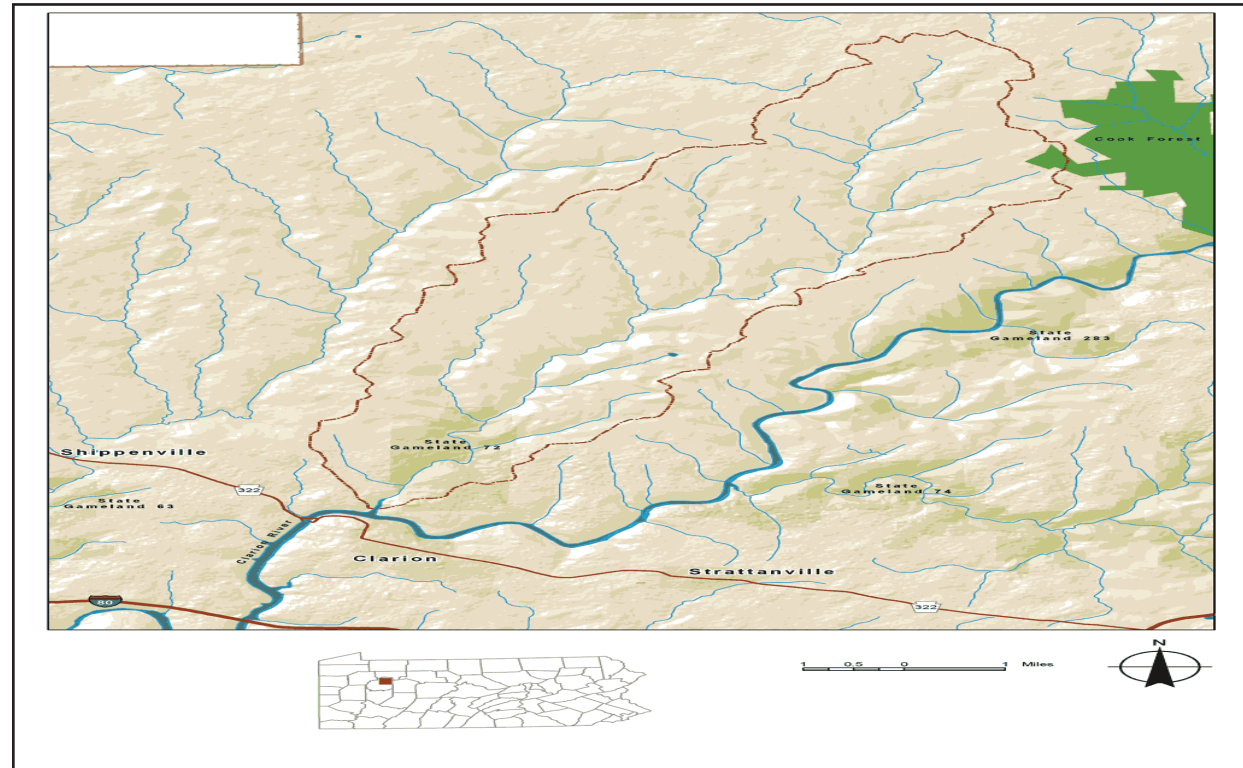 Cook Forest
State
Gameland 283
State
Gameland 72
Shippenville
322
State
Gameland 74
State
Gameland 63
Clarion River
Clarion
Strattanville
80
322
N
1 0.5 0 1 Miles